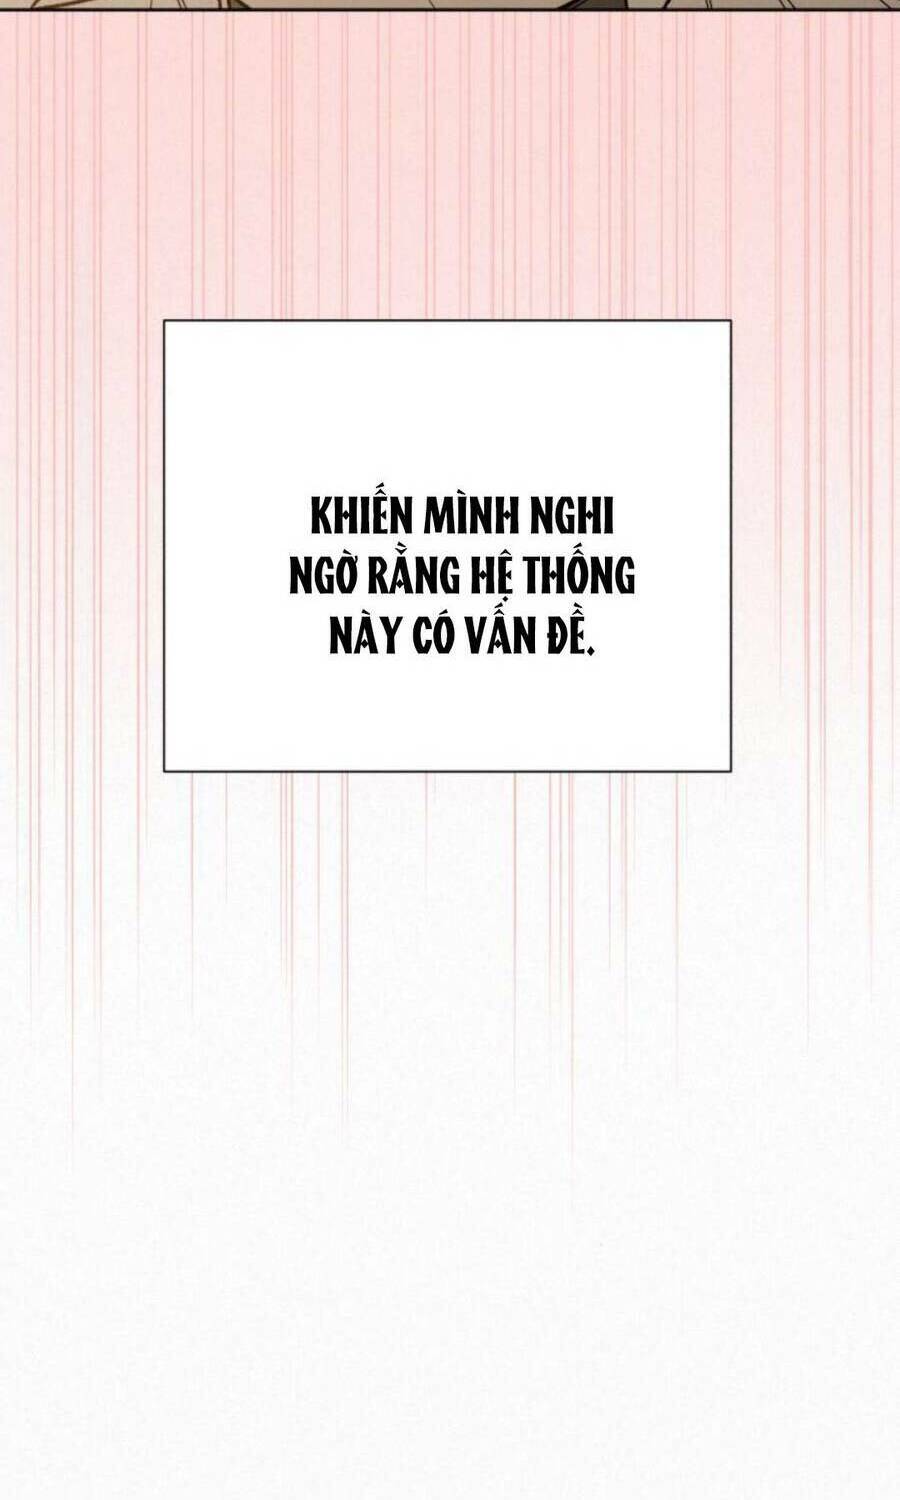 KHIẾN MÌNH NGHI
NGỜ RẰNG HỆ THỐNG
NÀY CÓ VẤN ĐỀ.